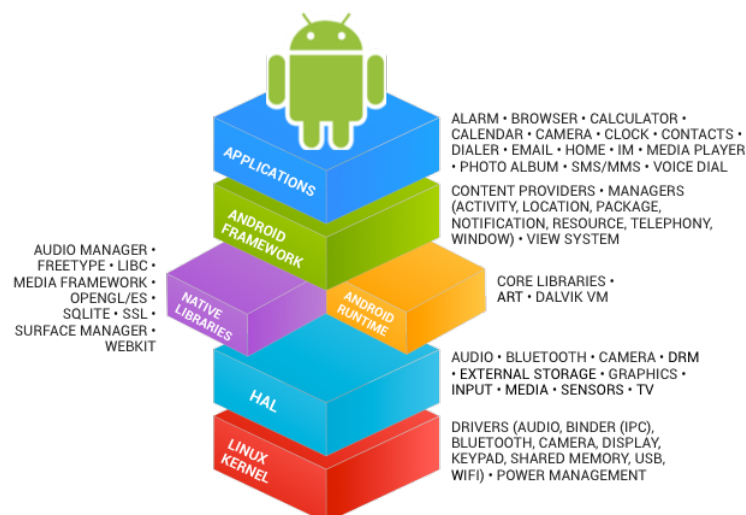 APPLICATIONS
ALARM • BROWSER • CALCULATOR •
CALENDAR • CAMERA • CLOCK • CONTACTS •
DIALER • EMAIL • HOME • IM • MEDIA PLAYER
• PHOTO ALBUM • SMS/MMS • VOICE DIAL
ANDROID
FRAMEWORK
CONTENT PROVIDERS • MANAGERS
(ACTIVITY, LOCATION, PACKAGE,
NOTIFICATION, RESOURCE, TELEPHONY,
WINDOW) • VIEW SYSTEM
AUDIO MANAGER •
FREETYPE • LIBC •
MEDIA FRAMEWORK •
OPENGL/ES •
SQLITE • SSL •
SURFACE MANAGER •
WEBKIT
NATIVE
LIBRARIES
ANDROID
RUNTIME
CORE LIBRARIES •
ART • DALVIK VM
HAL
AUDIO • BLUETOOTH • CAMERA • DRM
• EXTERNAL STORAGE • GRAPHICS •
INPUT • MEDIA • SENSORS • TV
LINUX
KERNEL
DRIVERS (AUDIO, BINDER (IPC),
BLUETOOTH, CAMERA, DISPLAY,
KEYPAD, SHARED MEMORY, USB,
WIFI) • POWER MANAGEMENT